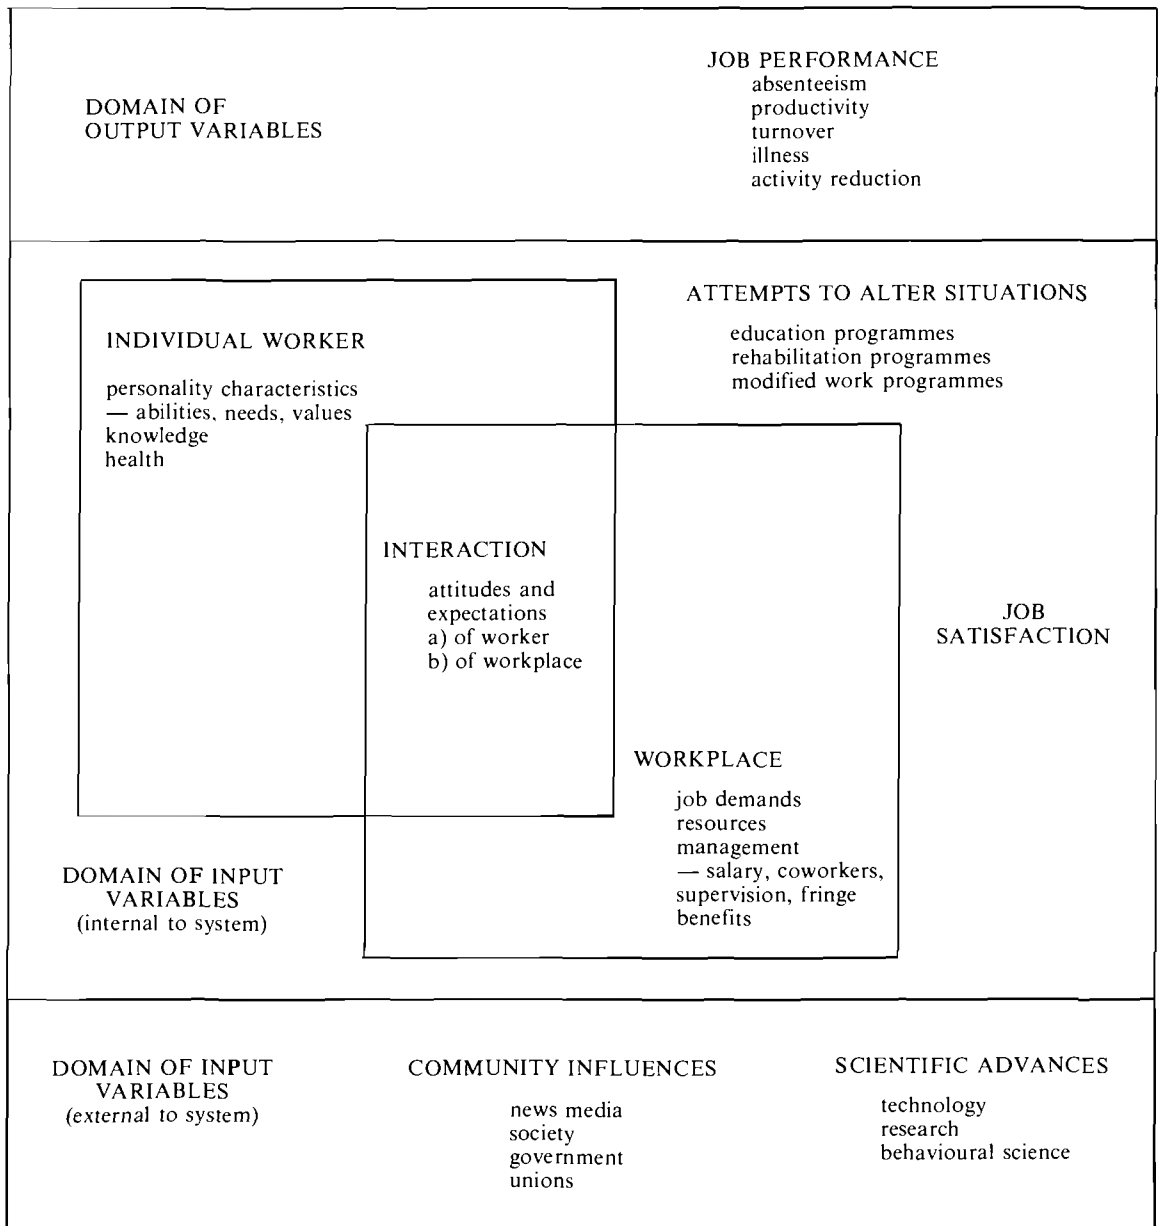 DOMAIN OF
OUTPUT VARIABLES
JOB PERFORMANCE
absenteeism
productivity
turnover
illness
activity reduction
INDIVIDUAL WORKER
personality characteristics
— abilities, needs, values
knowledge
health
ATTEMPTS TO ALTER SITUATIONS
education programmes
rehabilitation programmes
modified work programmes
INTERACTION
attitudes and
expectations
a) of worker
b) of workplace
JOB
SATISFACTION
WORKPLACE
job demands
resources
management
— salary, coworkers,
supervision, fringe
benefits
DOMAIN OF INPUT
VARIABLES
(internal to system)
DOMAIN OF INPUT
VARIABLES
(external to system)
COMMUNITY INFLUENCES
news media
society
government
unions
SCIENTIFIC ADVANCES
technology
research
behavioural science